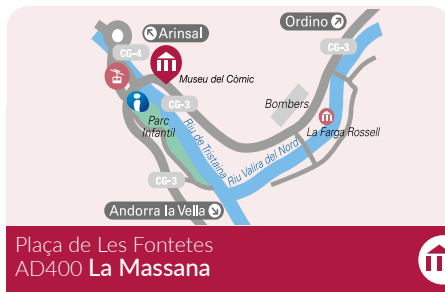 Ordino
Arinsal
CG-3
CG-4
Museu del Còmic
CG-3
Bombers
Parc
Infantil
Riu de Tristaina
La Farga Rossell
Riu Valira del Nord
CG-3
Andorra la Vella
Plaça de Les Fontetes
AD400 La Massana